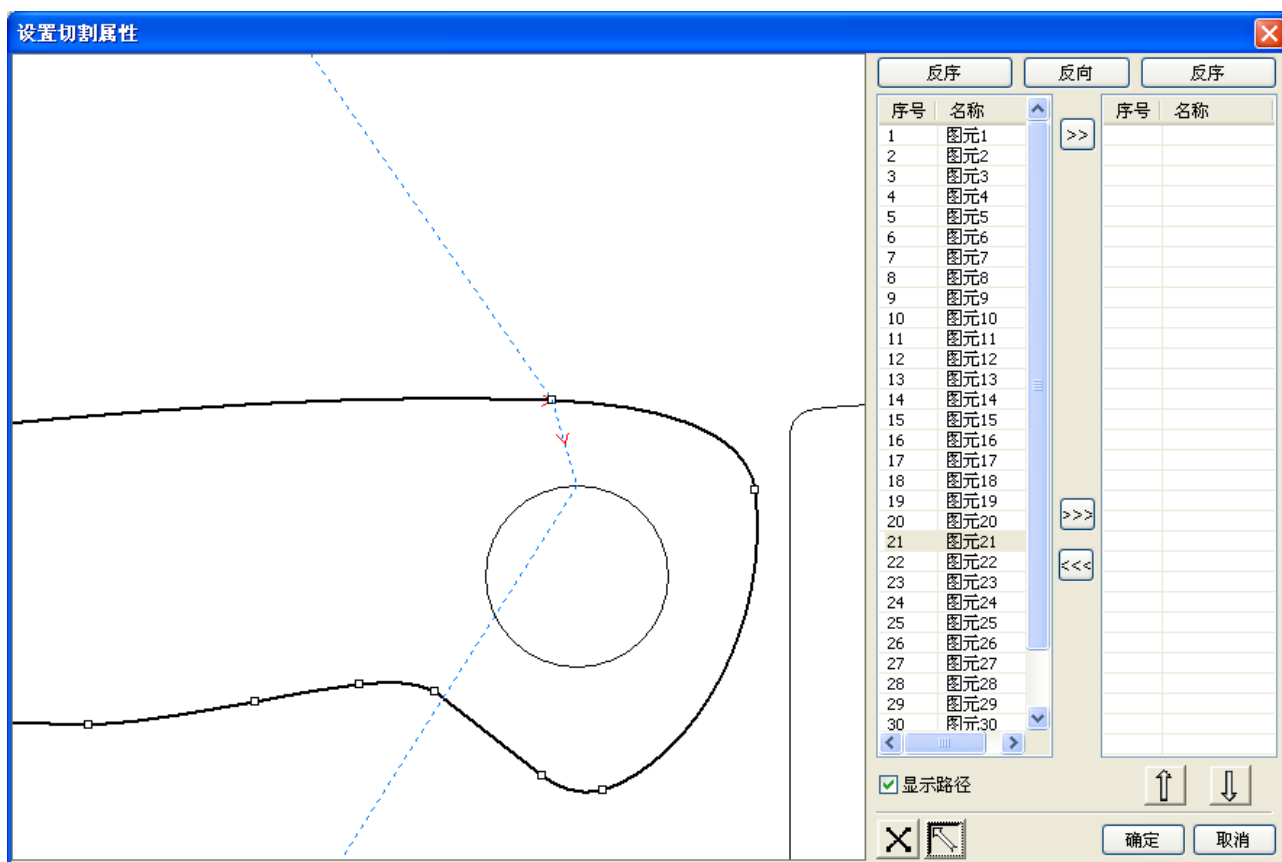 设置切割属性
反序 反向 反序
序号 名称 序号 名称
1 图元1 >>
2 图元2
3 图元3
4 图元4
5 图元5
6 图元6
7 图元7
8 图元8
9 图元9
10 图元10
11 图元11
12 图元12
13 图元13
14 图元14
15 图元15
16 图元16
17 图元17
18 图元18
19 图元19
20 图元20 >>>
21 图元21
22 图元22 <<<
23 图元23
24 图元24
25 图元25
26 图元26
27 图元27
28 图元28
29 图元29
30 图元30
显示路径
确定 取消